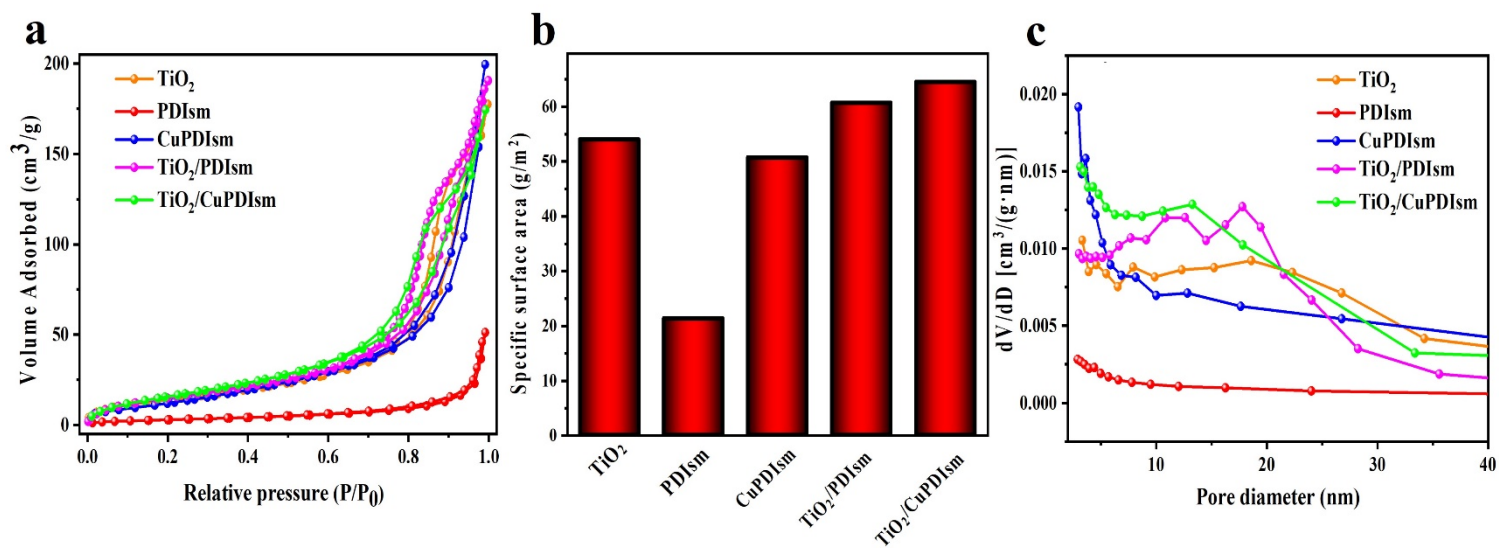 a
Volume Adsorbed (cm³/g)
200
150
100
50
0
TiO₂
PDIsm
CuPDIsm
TiO₂/PDIsm
TiO₂/CuPDIsm
0.0 0.2 0.4 0.6 0.8 1.0
Relative pressure (P/P₀)
b
Specific surface area (g/m²)
60
50
40
30
20
10
0
TiO₂
PDIsm
CuPDIsm
TiO₂/PDIsm
TiO₂/CuPDIsm
c
dV/dD [cm³/(g·nm)]
0.020
0.015
0.010
0.005
0.000
TiO₂
PDIsm
CuPDIsm
TiO₂/PDIsm
TiO₂/CuPDIsm
10 20 30 40
Pore diameter (nm)